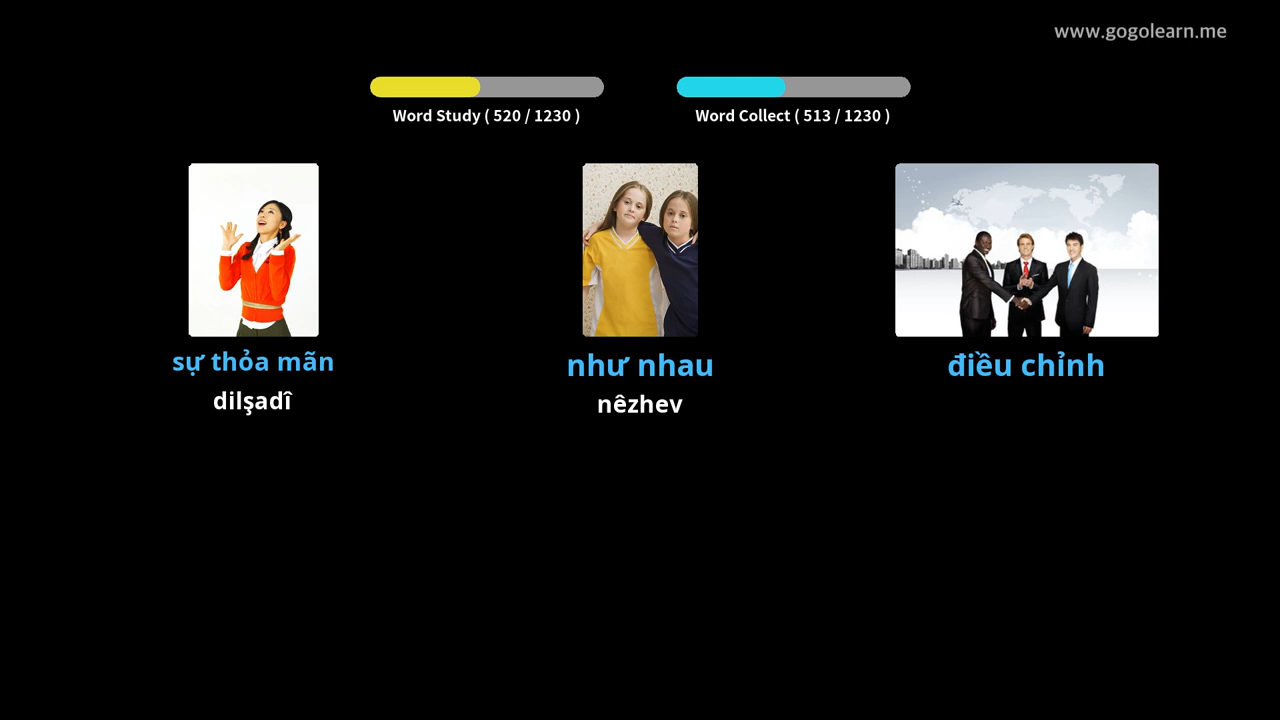 www.gogolearn.me
Word Study ( 520 / 1230 )
Word Collect ( 513 / 1230 )
sự thỏa mãn
như nhau
điều chỉnh
dilşadî
nêzhev